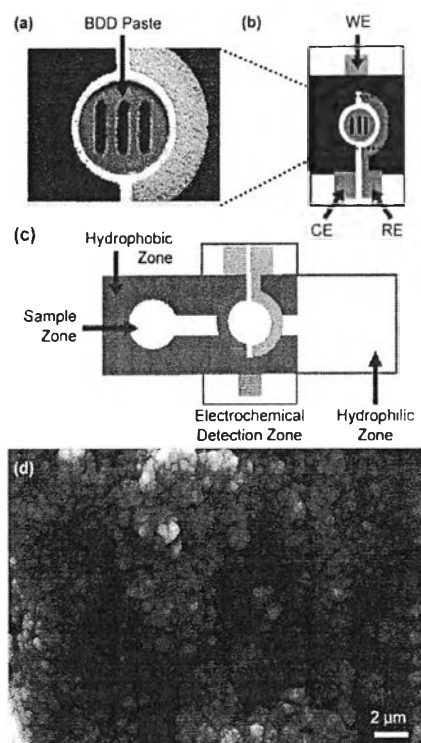 (a)
BDD Paste
(b)
WE
CE
RE
(c)
Hydrophobic
Zone
Sample
Zone
Electrochemical
Detection Zone
Hydrophilic
Zone
(d)
2 µm